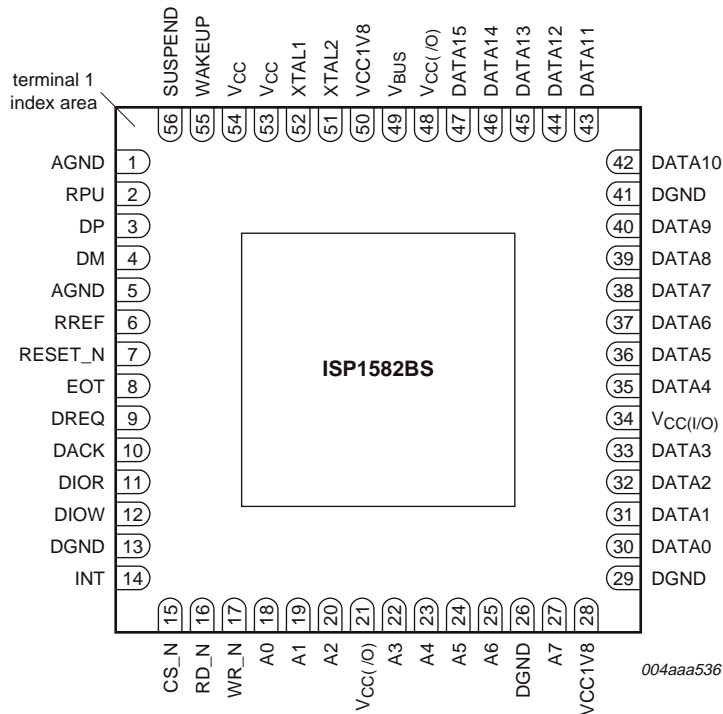 SUSPEND
WAKEUP
VCC
VCC
XTAL1
XTAL2
VCC1V8
VBUS
VCC( /O)
DATA15
DATA14
DATA13
DATA12
DATA11
terminal 1
index area
56
55
54
53
52
51
50
49
48
47
46
45
44
43
AGND 1
RPU 2
DP 3
DM 4
AGND 5
RREF 6
RESET_N 7
EOT 8
DREQ 9
DACK 10
DIOR 11
DIOW 12
DGND 13
INT 14
ISP1582BS
42 DATA10
41 DGND
40 DATA9
39 DATA8
38 DATA7
37 DATA6
36 DATA5
35 DATA4
34 VCC(I/O)
33 DATA3
32 DATA2
31 DATA1
30 DATA0
29 DGND
15
16
17
18
19
20
21
22
23
24
25
26
27
28
CS_N
RD_N
WR_N
A0
A1
A2
VCC( /O)
A3
A4
A5
A6
DGND
A7
VCC1V8
004aaa536